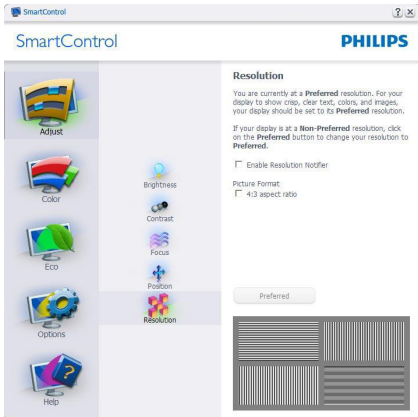 SmartControl
? ×
SmartControl
PHILIPS
Adjust
Color
Eco
Options
Help
Brightness
Contrast
Focus
Position
Resolution
Resolution
You are currently at a Preferred resolution. For your
display to show crisp, clear text, colors, and images,
your display should be set to its Preferred resolution.
If your display is at a Non-Preferred resolution, click
on the Preferred button to change your resolution to
Preferred.
Enable Resolution Notifier
Picture Format
4:3 aspect ratio
Preferred